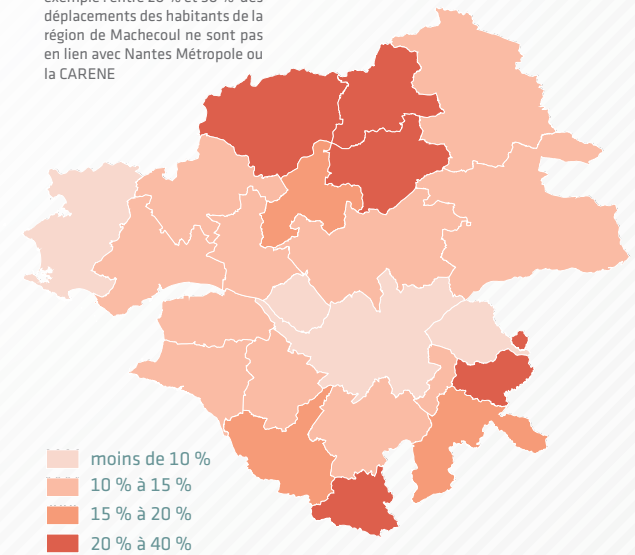 déplacements des habitants de la
région de Machecoul ne sont pas
en lien avec Nantes Métropole ou
la CARENE
moins de 10 %
10 % à 15 %
15 % à 20 %
20 % à 40 %